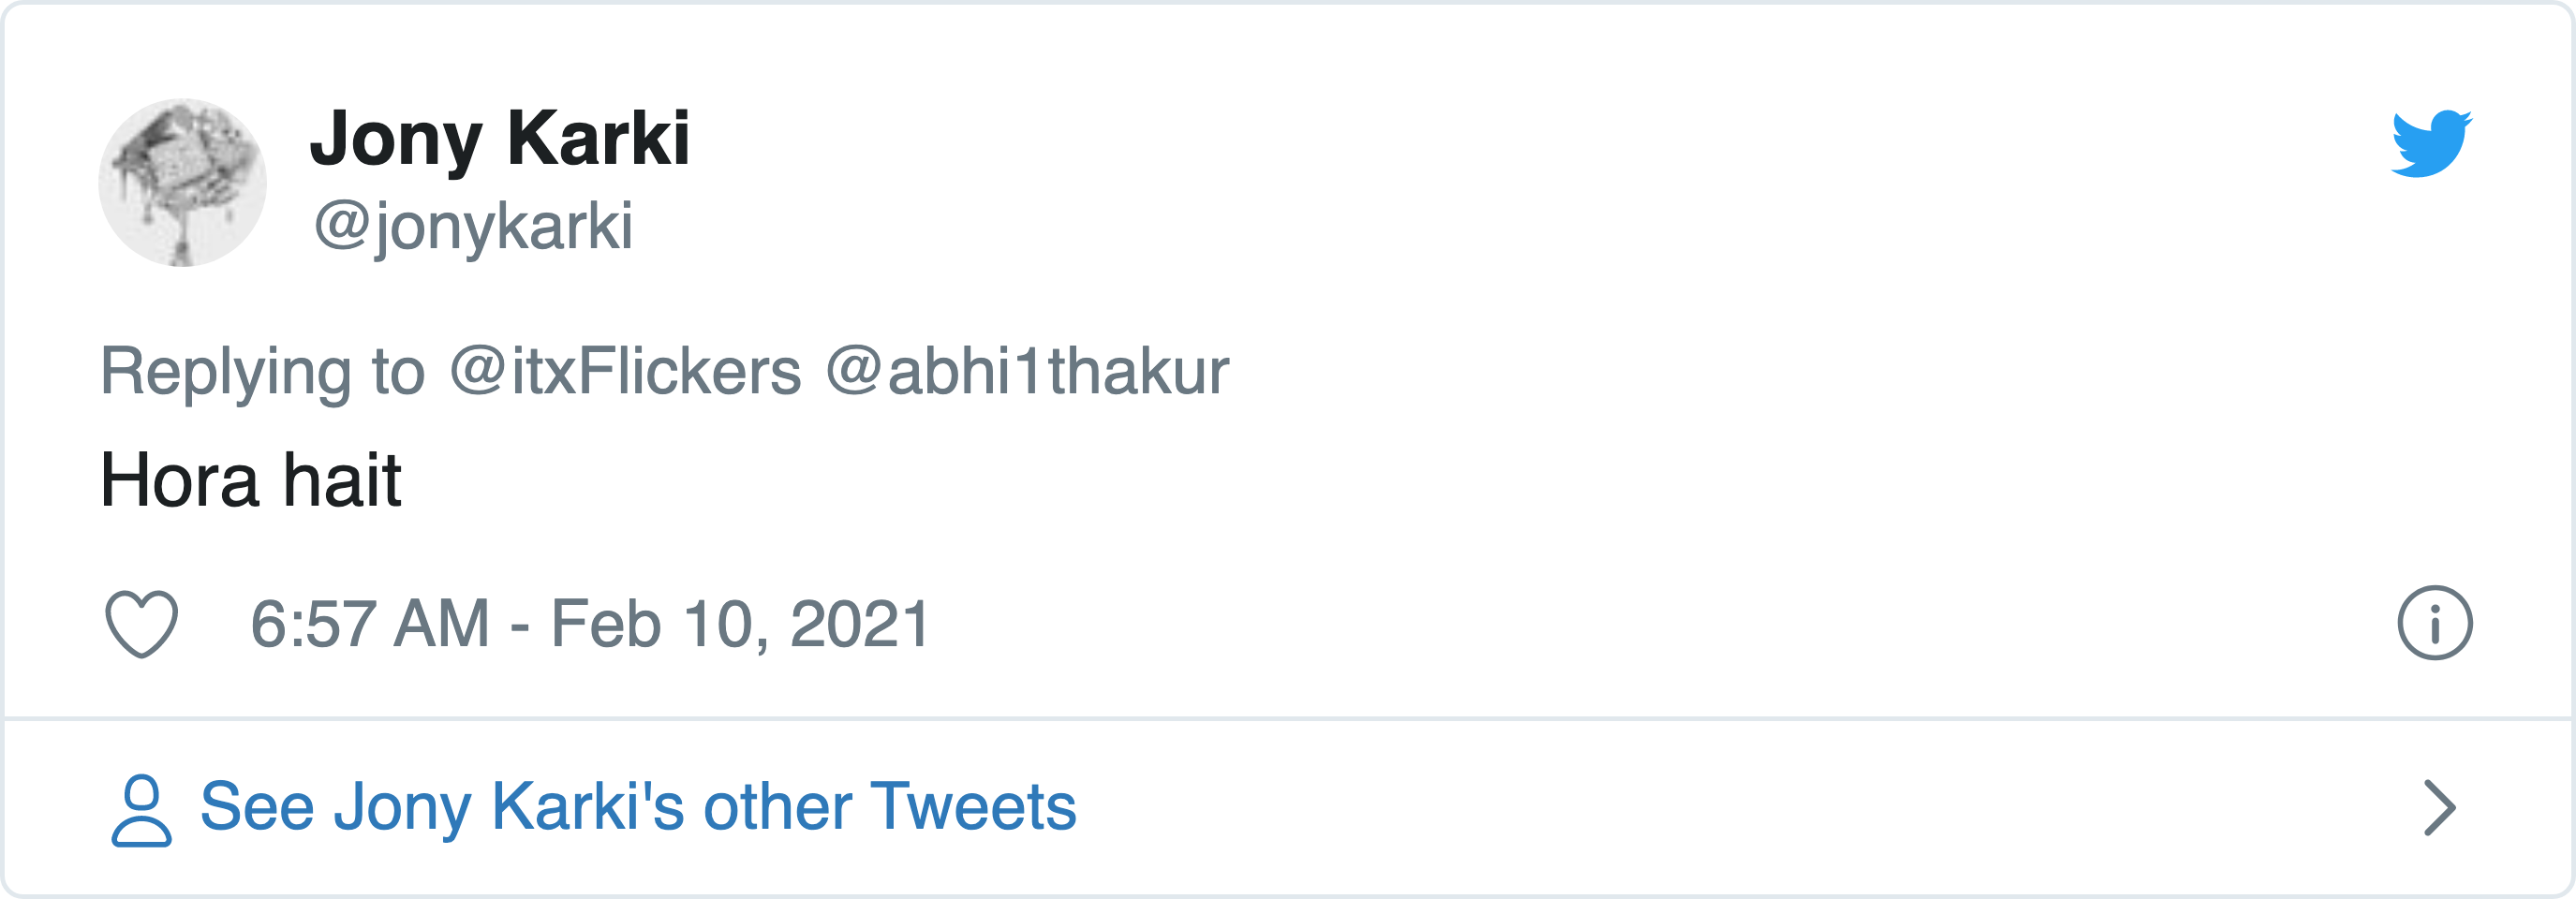 Jony Karki
@jonykarki
Replying to @itxFlickers @abhi1thakur
Hora hait
6:57 AM - Feb 10, 2021
See Jony Karki's other Tweets